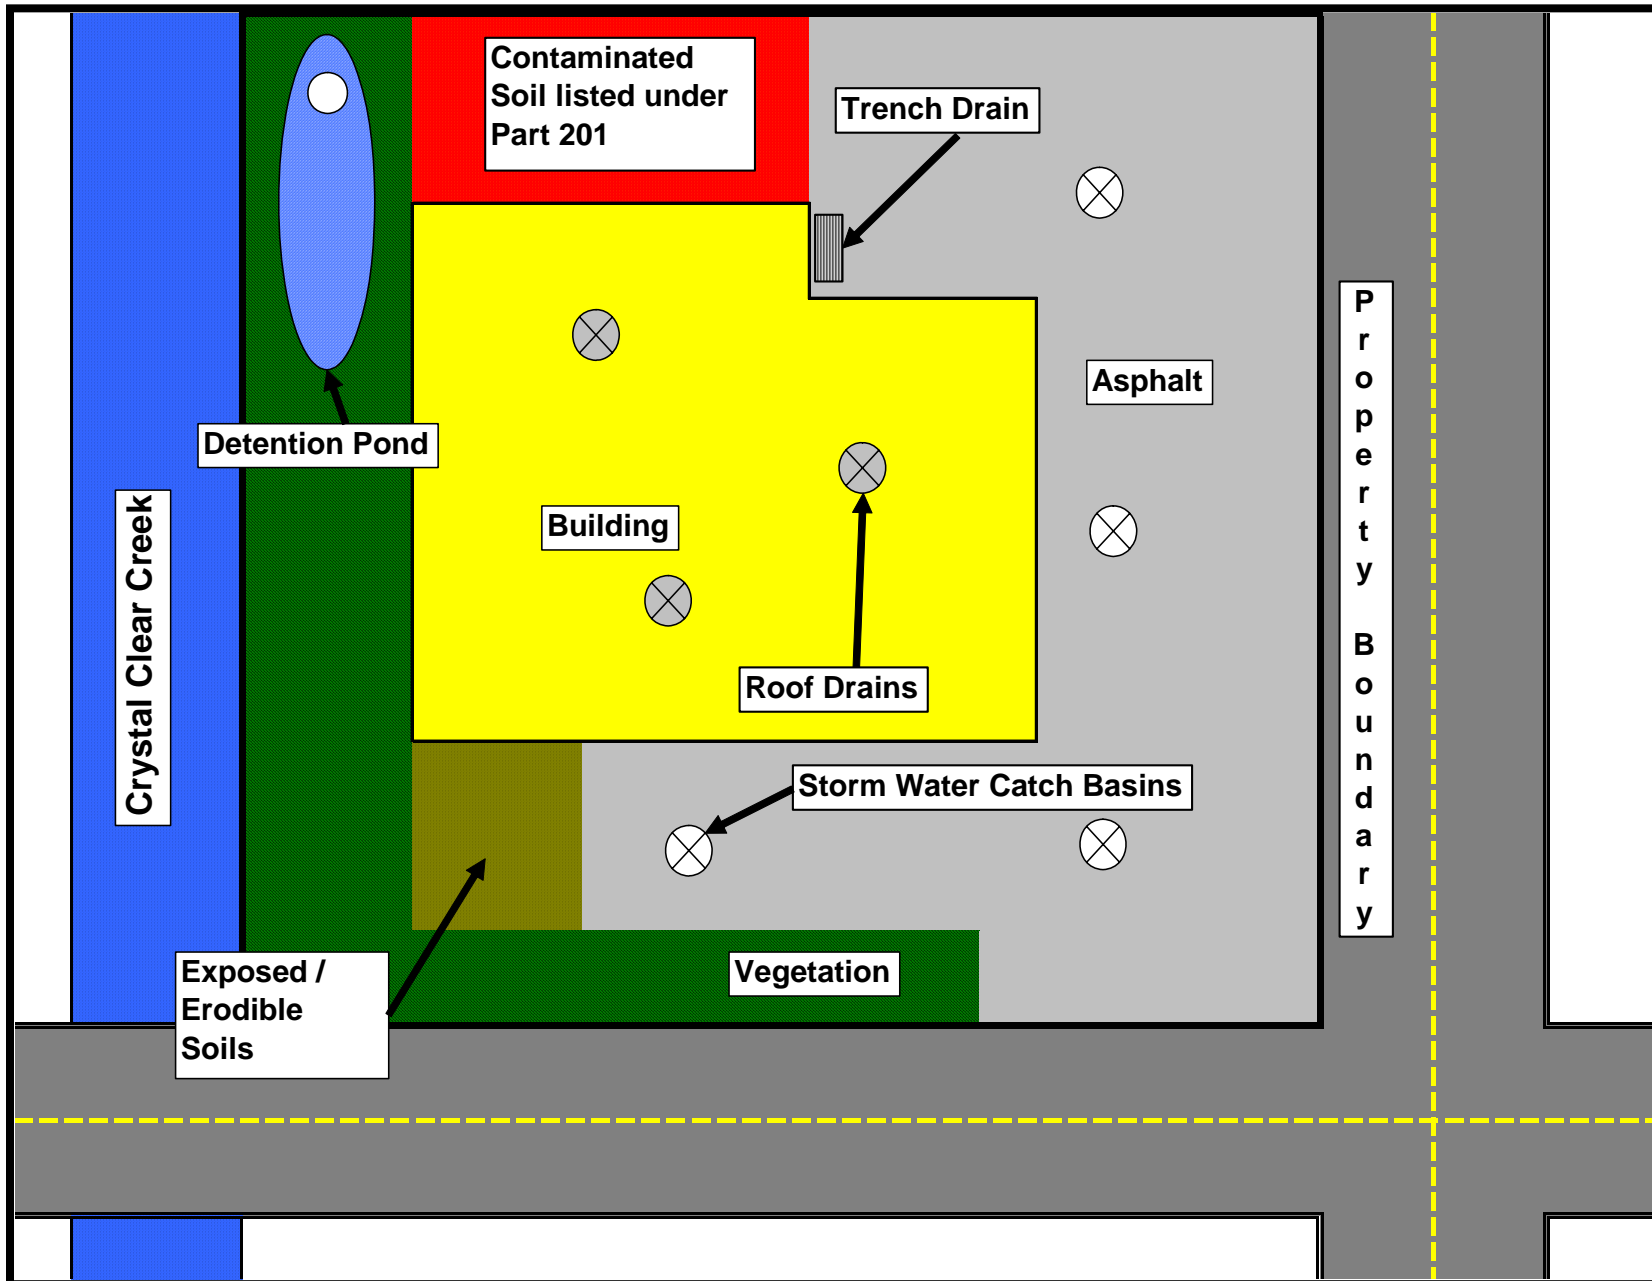 Contaminated
Soil listed under
Part 201
Trench Drain
Asphalt
Property Boundary
Detention Pond
Building
Crystal Clear Creek
Roof Drains
Storm Water Catch Basins
Exposed /
Erodible
Soils
Vegetation